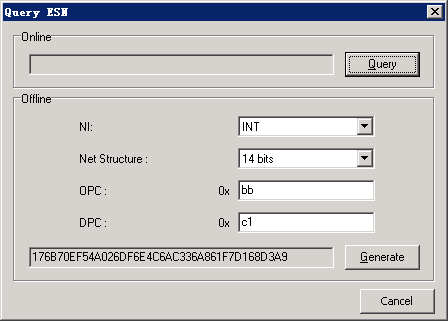 Query ESN
Online
Query
Offline
NI: INT
Net Structure : 14 bits
OPC : 0x bb
DPC : 0x c1
176B70EF54A026DF6E4C6AC336A861F7D168D3A9 Generate
Cancel